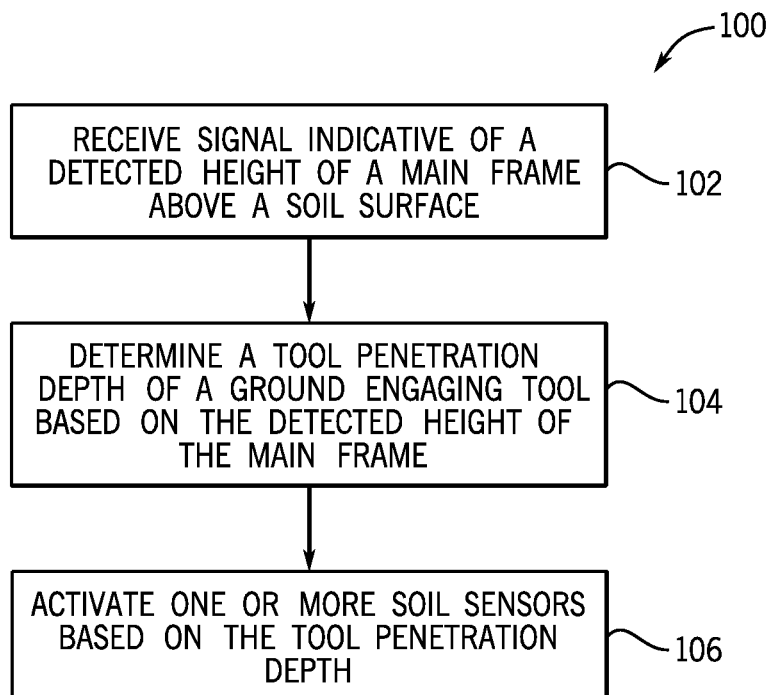 100
RECEIVE SIGNAL INDICATIVE OF A
DETECTED HEIGHT OF A MAIN FRAME
ABOVE A SOIL SURFACE
102
DETERMINE A TOOL PENETRATION
DEPTH OF A GROUND ENGAGING TOOL
BASED ON THE DETECTED HEIGHT OF
THE MAIN FRAME
104
ACTIVATE ONE OR MORE SOIL SENSORS
BASED ON THE TOOL PENETRATION
DEPTH
106